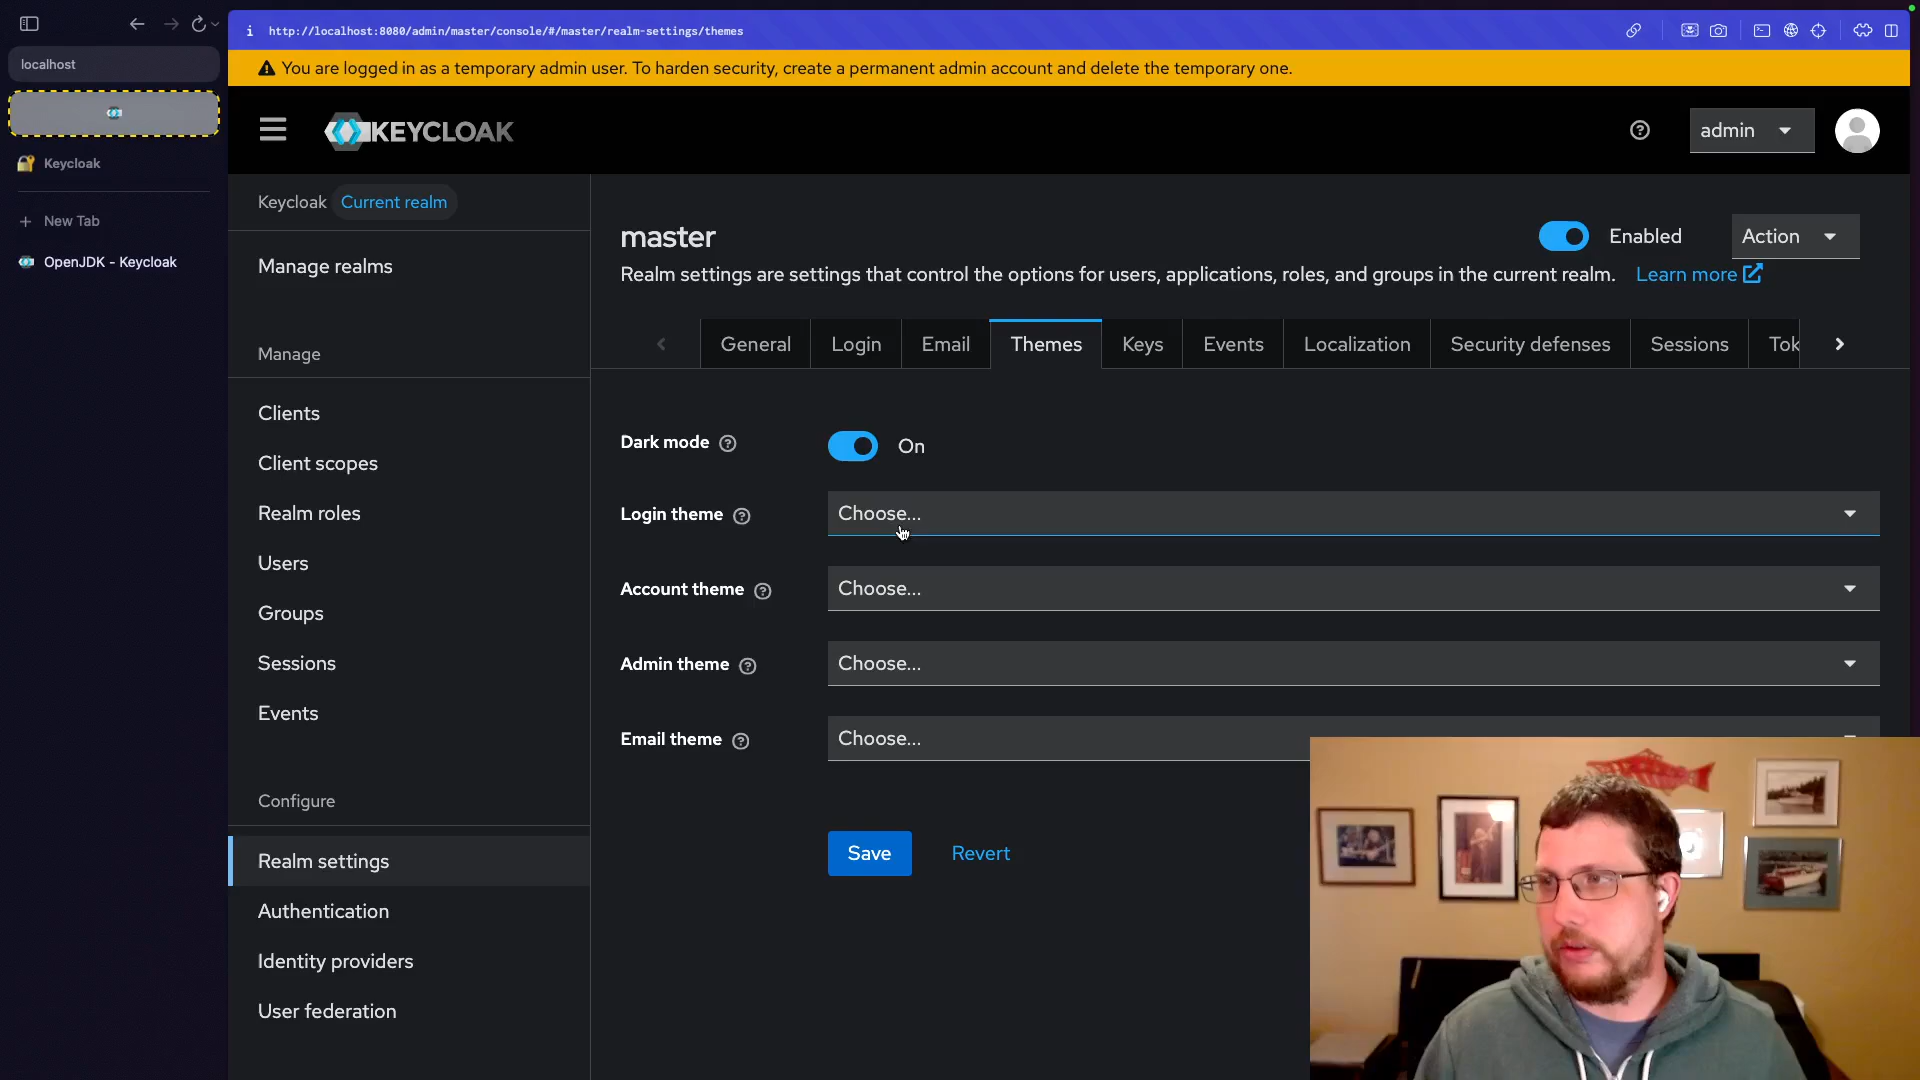 http://localhost:8080/admin/master/console/#/master/realm-settings/themes
localhost
You are logged in as a temporary admin user. To harden security, create a permanent admin account and delete the temporary one.
KEYCLOAK
admin
Keycloak
New Tab
OpenJDK - Keycloak
Keycloak Current realm
Manage realms
Manage
Clients
Client scopes
Realm roles
Users
Groups
Sessions
Events
Configure
Realm settings
Authentication
Identity providers
User federation
master
Enabled
Action
Realm settings are settings that control the options for users, applications, roles, and groups in the current realm. Learn more
General Login Email Themes Keys Events Localization Security defenses Sessions Tok
Dark mode On
Login theme Choose...
Account theme Choose...
Admin theme Choose...
Email theme Choose...
Save Revert